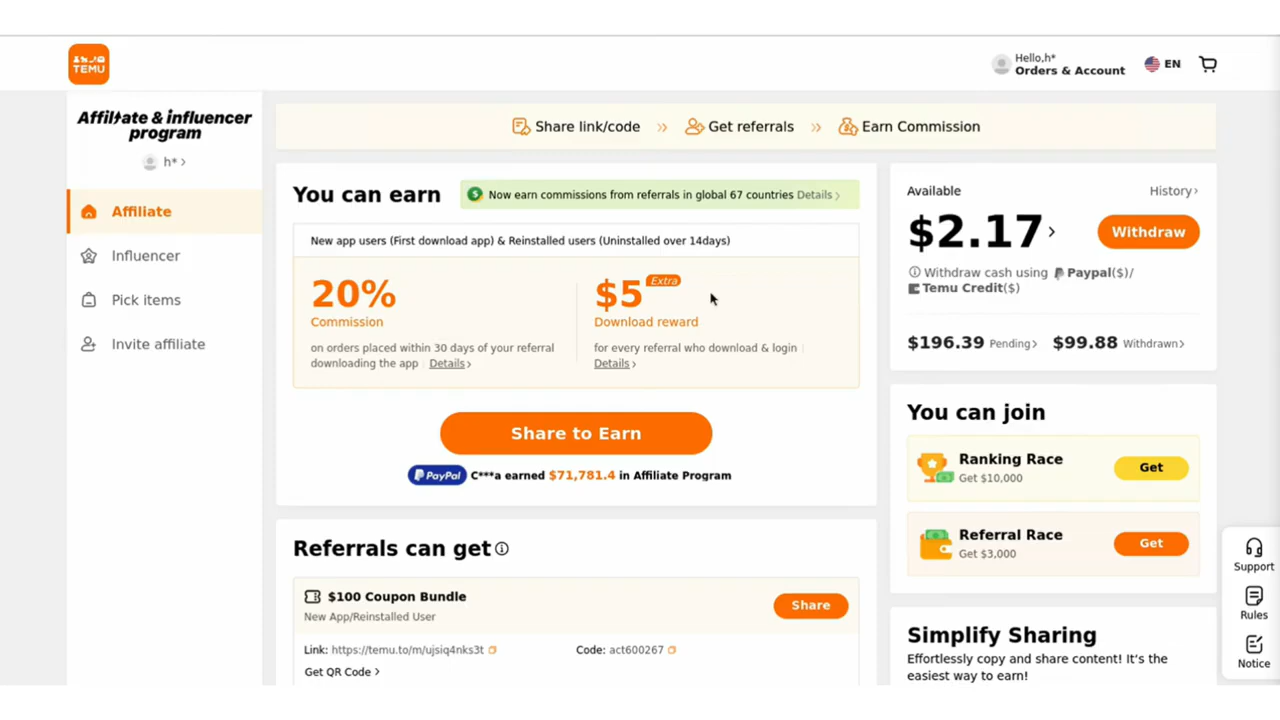 TEMU
Hello,h*
Orders & Account
EN
Affiliate & influencer
program
h* >
Affiliate
Influencer
Pick items
Invite affiliate
Share link/code
Get referrals
Earn Commission
You can earn
Now earn commissions from referrals in global 67 countries Details >
New app users (First download app) & Reinstalled users (Uninstalled over 14days)
20%
Commission
on orders placed within 30 days of your referral
downloading the app | Details >
$5 Extra
Download reward
for every referral who download & login |
Details >
Share to Earn
PayPal C***a earned $71,781.4 in Affiliate Program
Referrals can get
$100 Coupon Bundle
New App/Reinstalled User
Share
Link: https://temu.to/m/ujsiq4nks3t
Code: act600267
Get QR Code >
Available
History >
$2.17 >
Withdraw
Withdraw cash using Paypal($)/
Temu Credit($)
$196.39 Pending >
$99.88 Withdrawn >
You can join
Ranking Race
Get $10,000
Get
Referral Race
Get $3,000
Get
Simplify Sharing
Effortlessly copy and share content! It's the
easiest way to earn!
Support
Rules
Notice